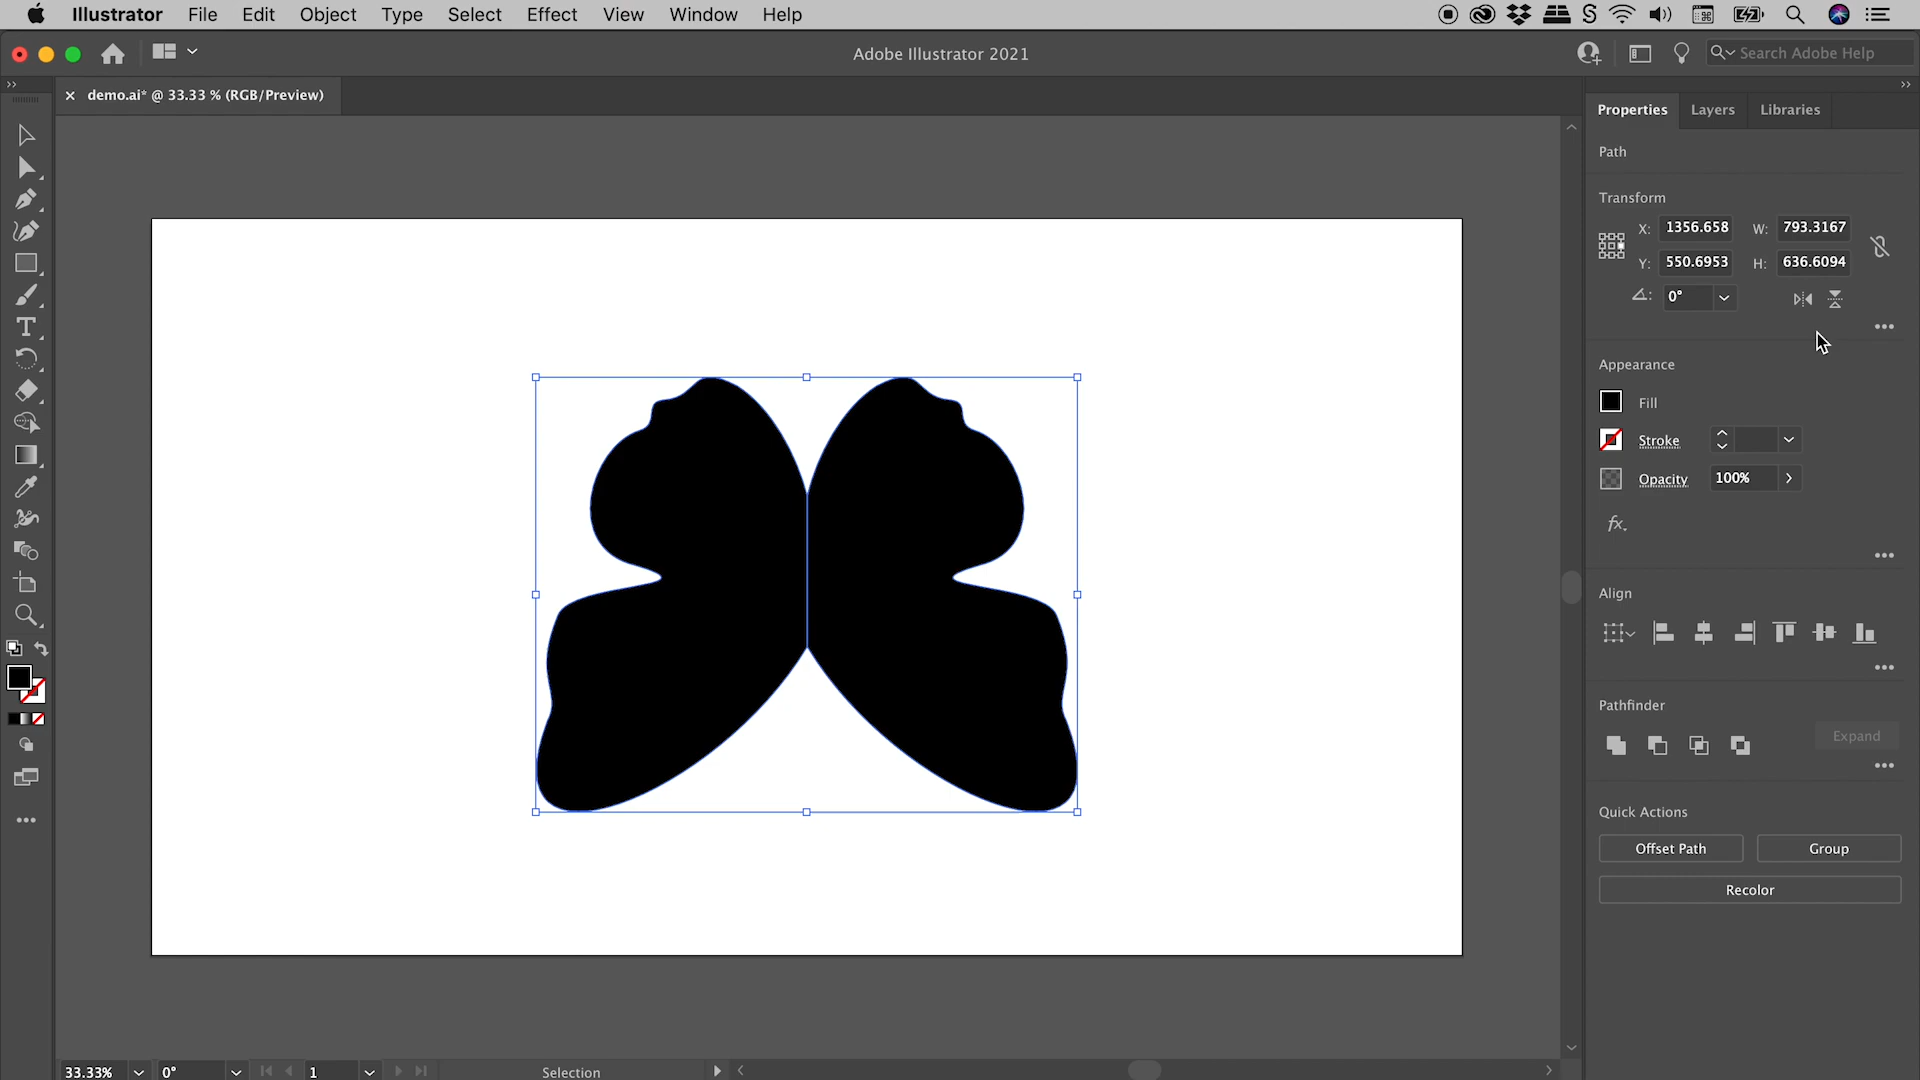 Illustrator File Edit Object Type Select Effect View Window Help
Adobe Illustrator 2021
Search Adobe Help
demo.ai* @ 33.33 % (RGB/Preview)
Properties Layers Libraries
Path
Transform
X: 1356.658 W: 793.3167
Y: 550.6953 H: 636.6094
0°
Appearance
Fill
Stroke
Opacity 100%
fx.
Align
Pathfinder
Expand
Quick Actions
Offset Path Group
Recolor
33.33% 0° 1 Selection